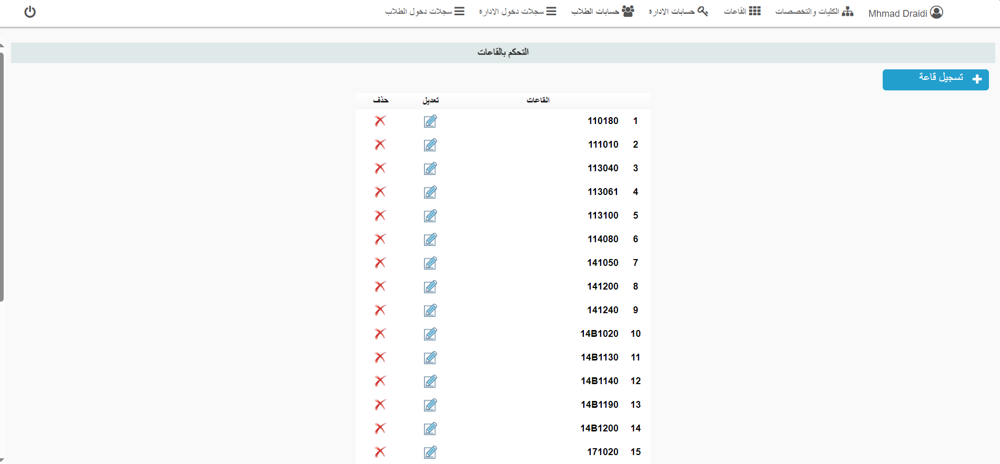 Mhmad Draidi الكليات والتخصصات القاعات حسابات الادارة حسابات الطلاب سجلات دخول الادارة سجلات دخول الطلاب
التحكم بالقاعات
تسجيل قاعة
القاعات تعديل حذف
1 110180
2 111010
3 113040
4 113061
5 113100
6 114080
7 141050
8 141200
9 141240
10 14B1020
11 14B1130
12 14B1140
13 14B1190
14 14B1200
15 171020